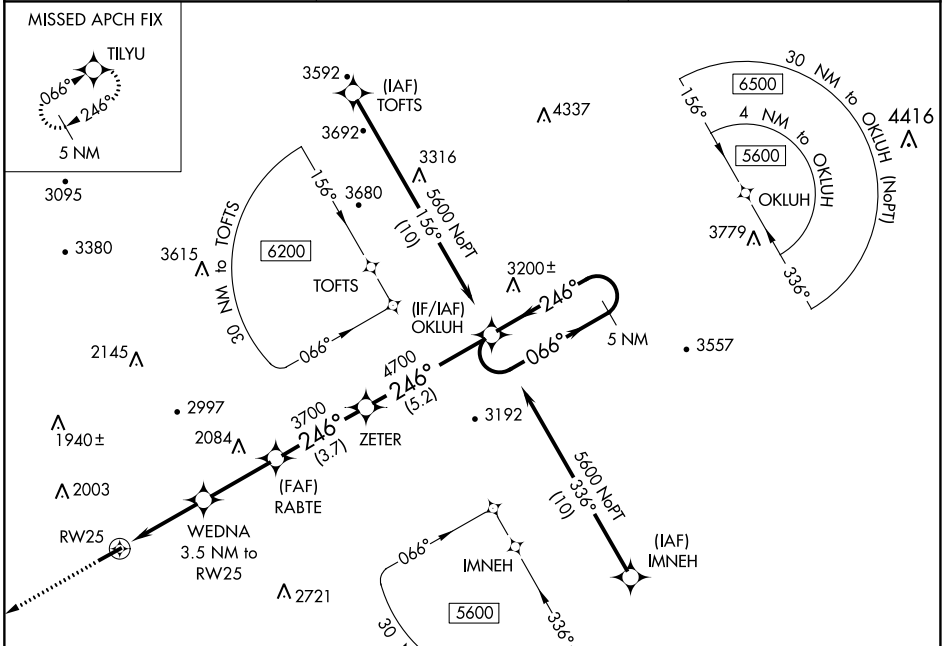 MISSED APCH FIX
TILYU
066°
246°
5 NM
3592
(IAF)
TOFTS
3692
4337
3316
5600 NoPT
156°
(10)
3095
3380
3680
3615
30 NM to TOFTS
156°
6200
TOFTS
066°
30 NM to OKLUH (NoPT)
6500
4416
156°
4 NM to OKLUH
5600
OKLUH
3779
336°
3200±
(IF/IAF)
OKLUH
246°
066°
5 NM
3557
2145
4700
246°
(5.2)
2997
3700
246°
(3.7)
ZETER
3192
1940±
2084
(FAF)
RABTE
2003
WEDNA
3.5 NM to
RW25
RW25
5600 NoPT
336°
(10)
(IAF)
IMNEH
066°
IMNEH
2721
5600
336°
30